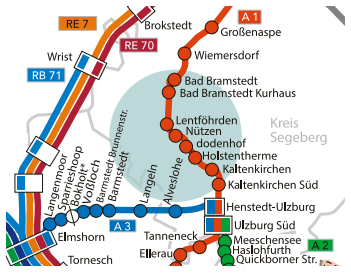 RE 7
Brokstedt
A 1
Großenaspe
Wrist
RE 70
Wiemersdorf
RB 71
Bad Bramstedt
Bad Bramstedt Kurhaus
Lentföhrden
Nützen
dodenhof
Holstentherme
Kreis
Segeberg
Kaltenkirchen
Kaltenkirchen Süd
Langenmoor
Sparrieshoop
Bokholt*
Voßloch
Barmstedt Brunnenstr.
Barmstedt
Langeln
Alveslohe
Henstedt-Ulzburg
Ulzburg Süd
A 3
Elmshorn
Tanneck
Meeschensee
Haslohfurth
Quickborner Str.
A 2
Ellerau
Tornesch